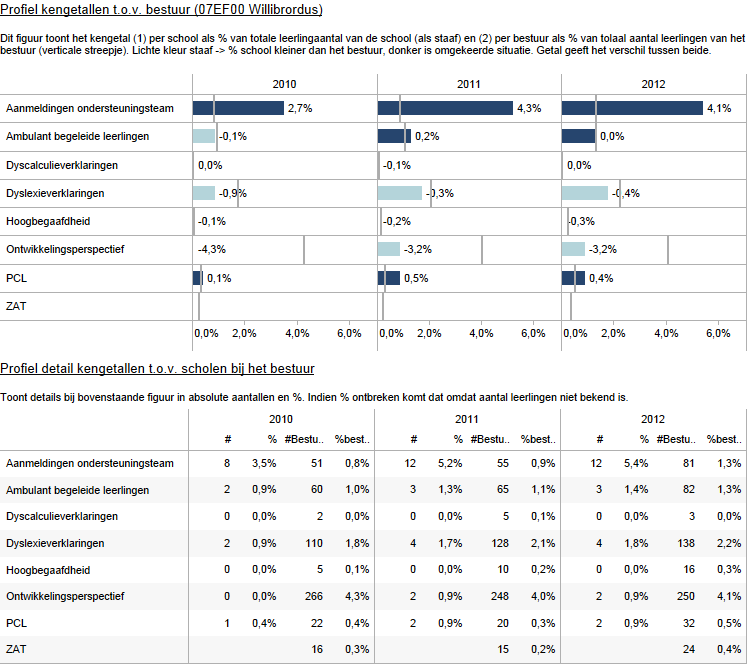 Profiel kengetallen t.o.v. bestuur (07EF00 Willibrordus)
Dit figuur toont het kengetal (1) per school als % van totale leerlingaantal van de school (als staaf) en (2) per bestuur als % van tolaal aantal leerlingen van het
bestuur (verticale streepje). Lichte kleur staaf -> % school kleiner dan het bestuur, donker is omgekeerde situatie. Getal geeft het verschil tussen beide.
2010 2011 2012
Aanmeldingen ondersteuningsteam 2,7% 4,3% 4,1%
Ambulant begeleide leerlingen -0,1% 0,2% 0,0%
Dyscalculieverklaringen 0,0% -0,1% 0,0%
Dyslexieverklaringen -0,9% -0,3% -0,4%
Hoogbegaafdheid -0,1% -0,2% -0,3%
Ontwikkelingsperspectief -4,3% -3,2% -3,2%
PCL 0,1% 0,5% 0,4%
ZAT
0,0% 2,0% 4,0% 6,0% 0,0% 2,0% 4,0% 6,0% 0,0% 2,0% 4,0% 6,0%
Profiel detail kengetallen t.o.v. scholen bij het bestuur
Toont details bij bovenstaande figuur in absolute aantallen en %. Indien % ontbreken komt dat omdat aantal leerlingen niet bekend is.
2010 2011 2012
# % #Bestu.. %best.. # % #Bestu.. %best.. # % #Bestu.. %best..
Aanmeldingen ondersteuningsteam 8 3,5% 51 0,8% 12 5,2% 55 0,9% 12 5,4% 81 1,3%
Ambulant begeleide leerlingen 2 0,9% 60 1,0% 3 1,3% 65 1,1% 3 1,4% 82 1,3%
Dyscalculieverklaringen 0 0,0% 2 0,0% 0 0,0% 5 0,1% 0 0,0% 3 0,0%
Dyslexieverklaringen 2 0,9% 110 1,8% 4 1,7% 128 2,1% 4 1,8% 138 2,2%
Hoogbegaafdheid 0 0,0% 5 0,1% 0 0,0% 10 0,2% 0 0,0% 16 0,3%
Ontwikkelingsperspectief 0 0,0% 266 4,3% 2 0,9% 248 4,0% 2 0,9% 250 4,1%
PCL 1 0,4% 22 0,4% 2 0,9% 20 0,3% 2 0,9% 32 0,5%
ZAT 16 0,3% 15 0,2% 24 0,4%